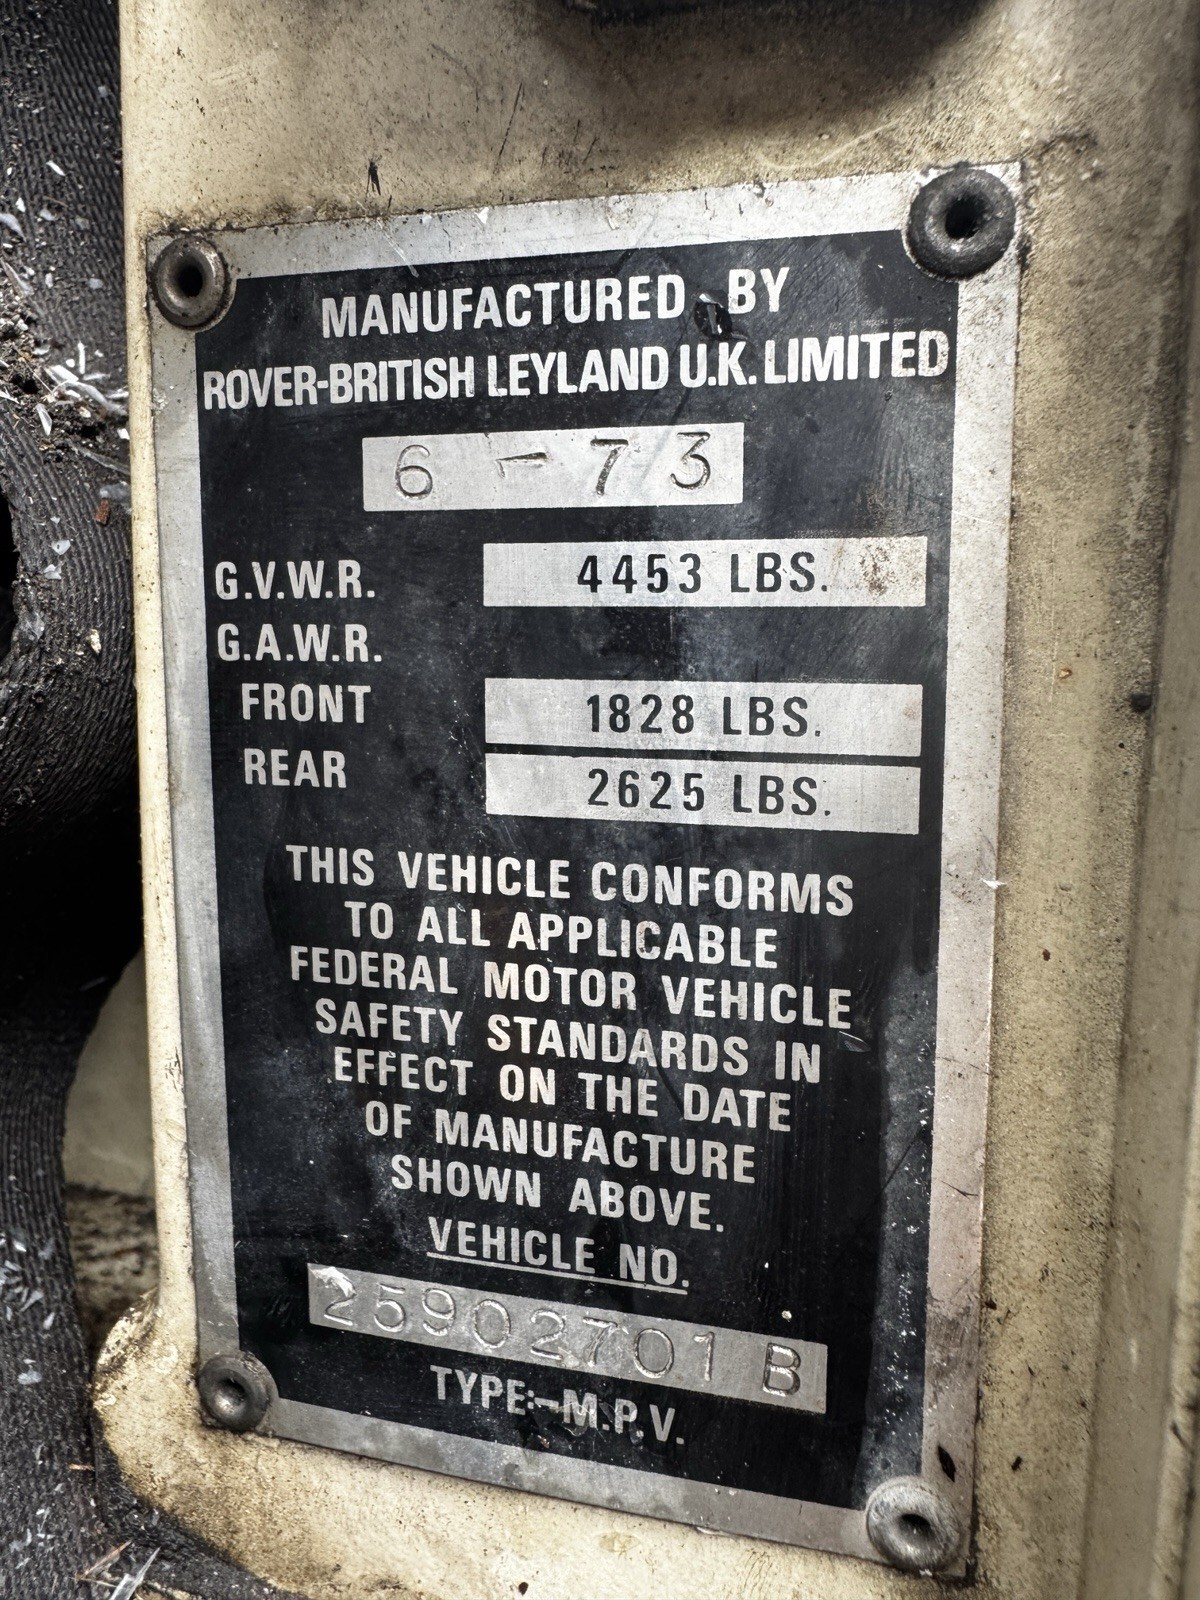 MANUFACTURED BY
ROVER-BRITISH LEYLAND U.K. LIMITED
6 - 73
G.V.W.R. 4453 LBS.
G.A.W.R.
FRONT 1828 LBS.
REAR 2625 LBS.
THIS VEHICLE CONFORMS
TO ALL APPLICABLE
FEDERAL MOTOR VEHICLE
SAFETY STANDARDS IN
EFFECT ON THE DATE
OF MANUFACTURE
SHOWN ABOVE.
VEHICLE NO.
25902701 B
TYPE:-M.P.V.